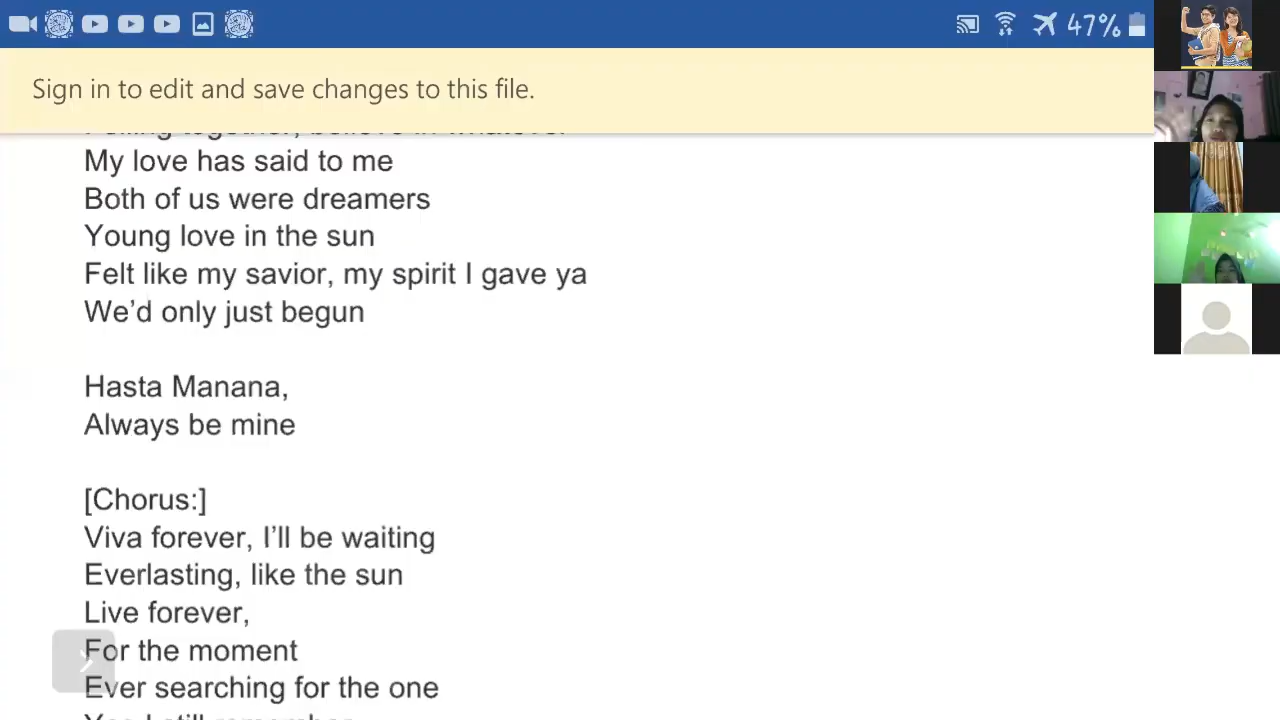 47%
Sign in to edit and save changes to this file.
My love has said to me
Both of us were dreamers
Young love in the sun
Felt like my savior, my spirit I gave ya
We’d only just begun
Hasta Manana,
Always be mine
[Chorus:]
Viva forever, I’ll be waiting
Everlasting, like the sun
Live forever,
For the moment
Ever searching for the one